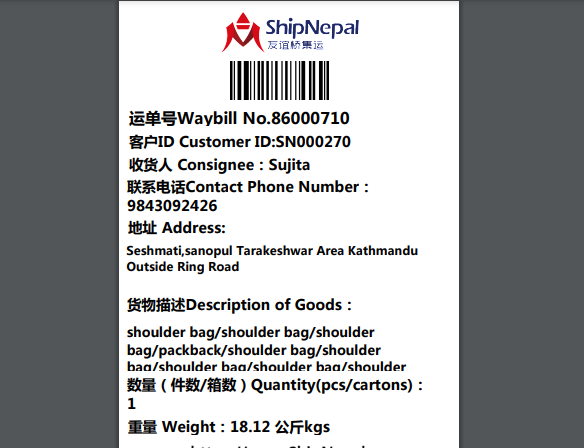 ShipNepal
友谊桥集运
运单号Waybill No.86000710
客户ID Customer ID:SN000270
收货人 Consignee：Sujita
联系电话Contact Phone Number：
9843092426
地址 Address:
Seshmati,sanopul Tarakeshwar Area Kathmandu
Outside Ring Road
货物描述Description of Goods：
shoulder bag/shoulder bag/shoulder
bag/packback/shoulder bag/shoulder
bag/shoulder bag/shoulder bag/shoulder
数量（件数/箱数）Quantity(pcs/cartons)：
1
重量 Weight：18.12 公斤kgs